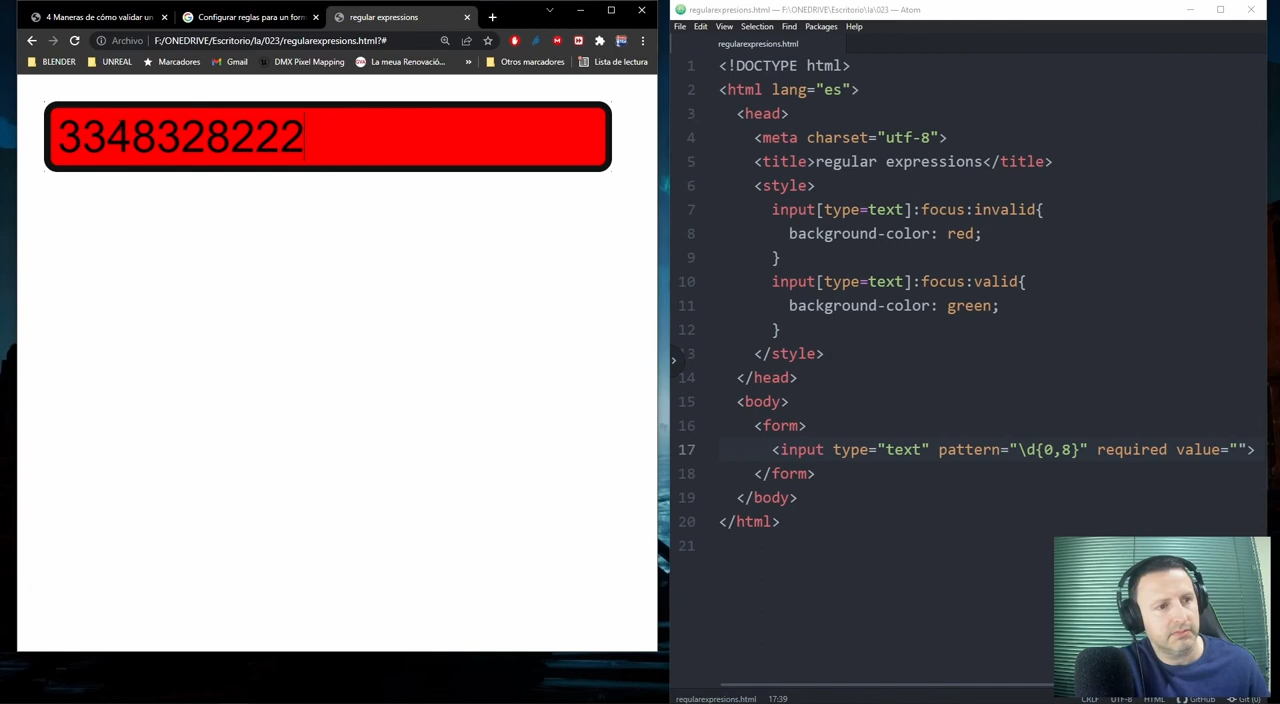 4 Maneras de cómo validar un
Configurar reglas para un form
regular expressions
Archivo
F:/ONEDRIVE/Escritorio/la/023/regularexpresions.html?#
BLENDER
UNREAL
Marcadores
Gmail
DMX Pixel Mapping
La meua Renovació...
»
Otros marcadores
Lista de lectura
3348328222
regularexpresions.html — F:\ONEDRIVE\Escritorio\la\023 — Atom
File Edit View Selection Find Packages Help
regularexpresions.html
1 <!DOCTYPE html>
2 <html lang="es">
3 <head>
4 <meta charset="utf-8">
5 <title>regular expressions</title>
6 <style>
7 input[type=text]:focus:invalid{
8 background-color: red;
9 }
10 input[type=text]:focus:valid{
11 background-color: green;
12 }
13 </style>
14 </head>
15 <body>
16 <form>
17 <input type="text" pattern="\d{0,8}" required value="">
18 </form>
19 </body>
20 </html>
21
regularexpresions.html 17:39
CRLF UTF-8 HTML GitHub Git (0)